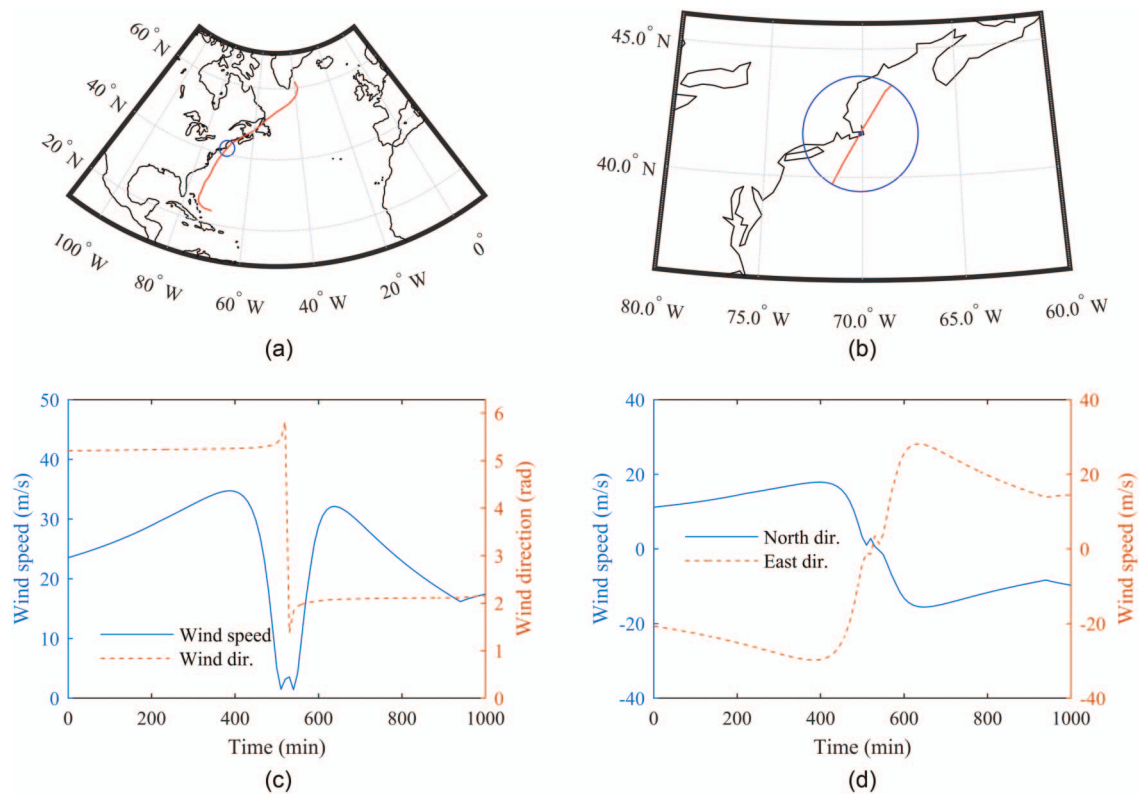 60° N
40° N
20° N
100° W
80° W
60° W
40° W
20° W
0°
(a)
45.0° N
40.0° N
80.0° W
75.0° W
70.0° W
65.0° W
60.0° W
(b)
50
40
30
20
10
0
Wind speed (m/s)
6
5
4
3
2
1
0
Wind direction (rad)
Wind speed
Wind dir.
0
200
400
600
800
1000
Time (min)
(c)
40
20
0
-20
-40
Wind speed (m/s)
40
20
0
-20
-40
Wind speed (m/s)
North dir.
East dir.
0
200
400
600
800
1000
Time (min)
(d)